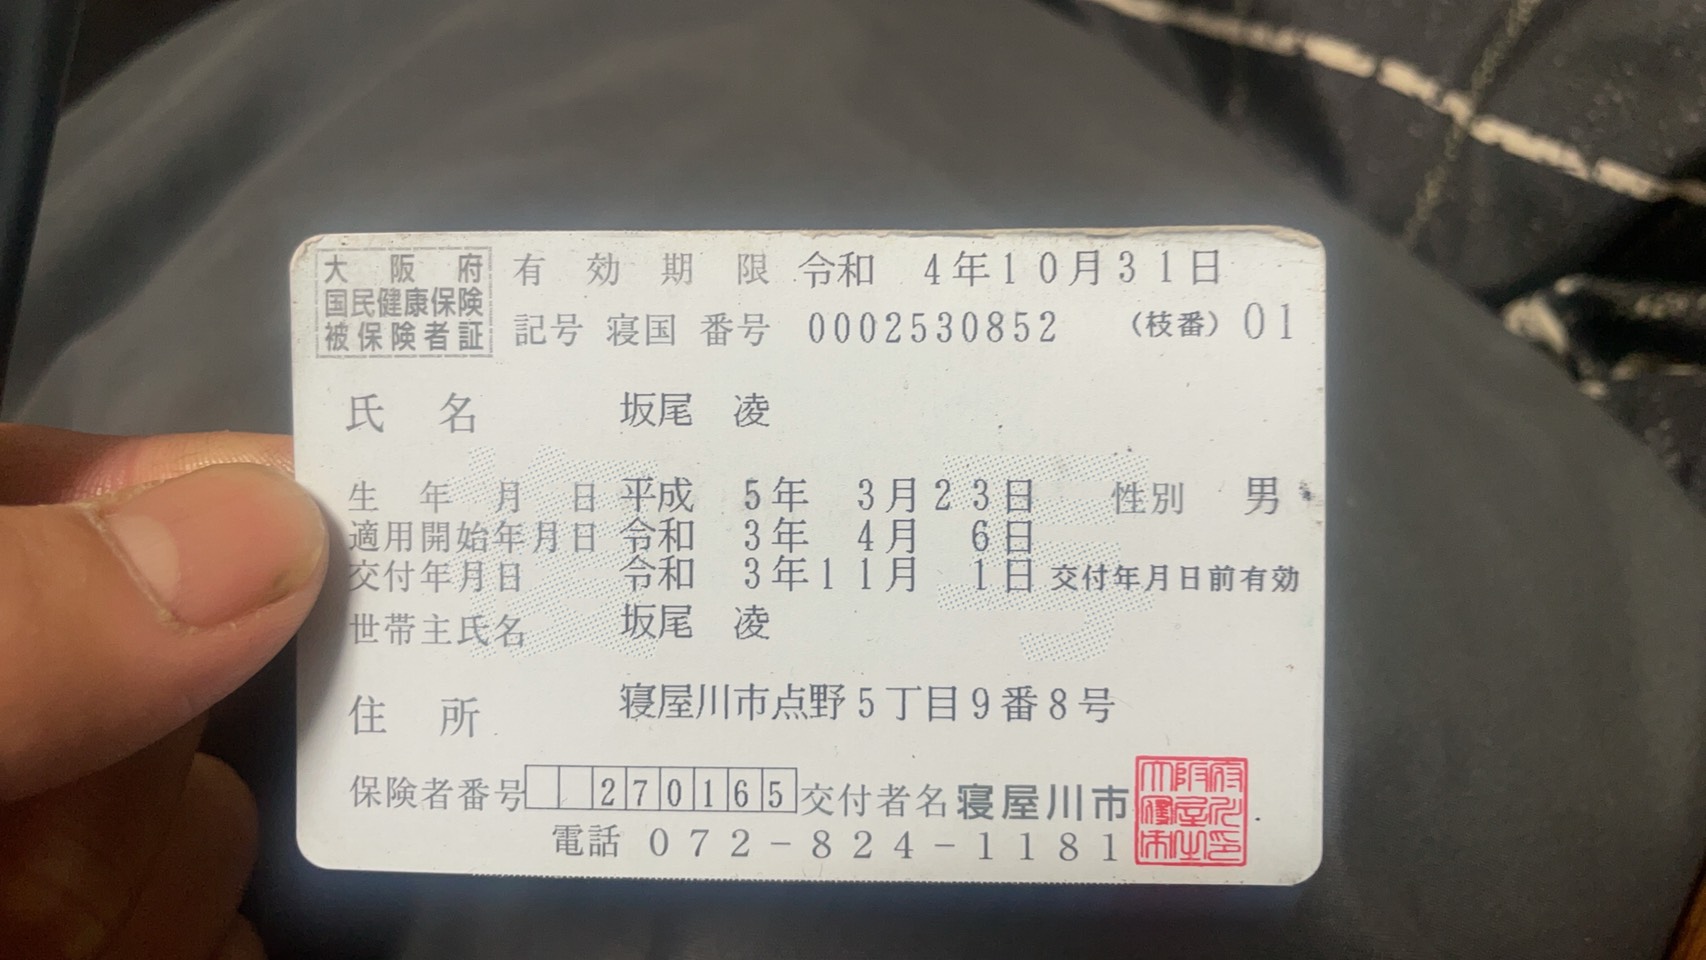 大阪府
国民健康保険
被保険者証
有効期限 令和 4年10月31日
記号 寝国 番号 0002530852 (枝番) 01
氏名 坂尾 凌
生年月日 平成 5年 3月23日 性別 男
適用開始年月日 令和 3年 4月 6日
交付年月日 令和 3年11月 1日 交付年月日前有効
世帯主氏名 坂尾 凌
住所 寝屋川市点野5丁目9番8号
保険者番号 270165 交付者名 寝屋川市
電話 072-824-1181